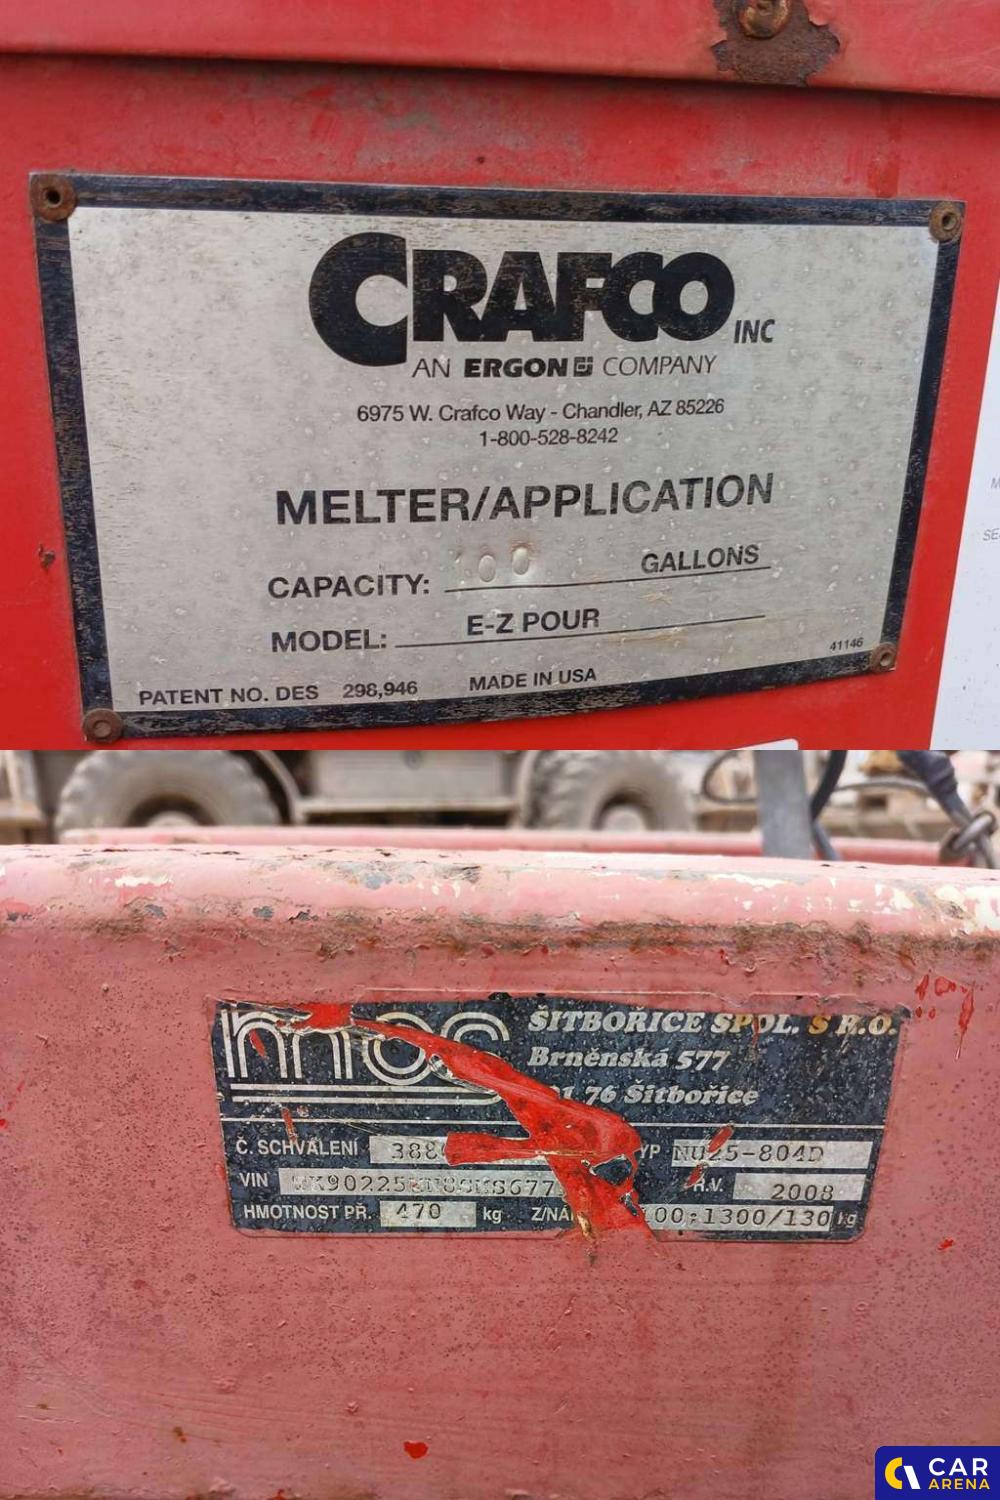 CRAFCO INC
AN ERGON COMPANY
6975 W. Crafco Way - Chandler, AZ 85226
1-800-528-8242
MELTER/APPLICATION
CAPACITY: 100 GALLONS
MODEL: E-Z POUR
41146
PATENT NO. DES 298,946 MADE IN USA
M
SE
ŠITBOŘICE SPOL. S R.O.
Brněnská 577
76 Šitbořice
Č. SCHVÁLENÍ NU25-804D
VIN R.V. 2008
HMOTNOST PŘ. 470 kg 1300/130 kg
CAR
ARENA